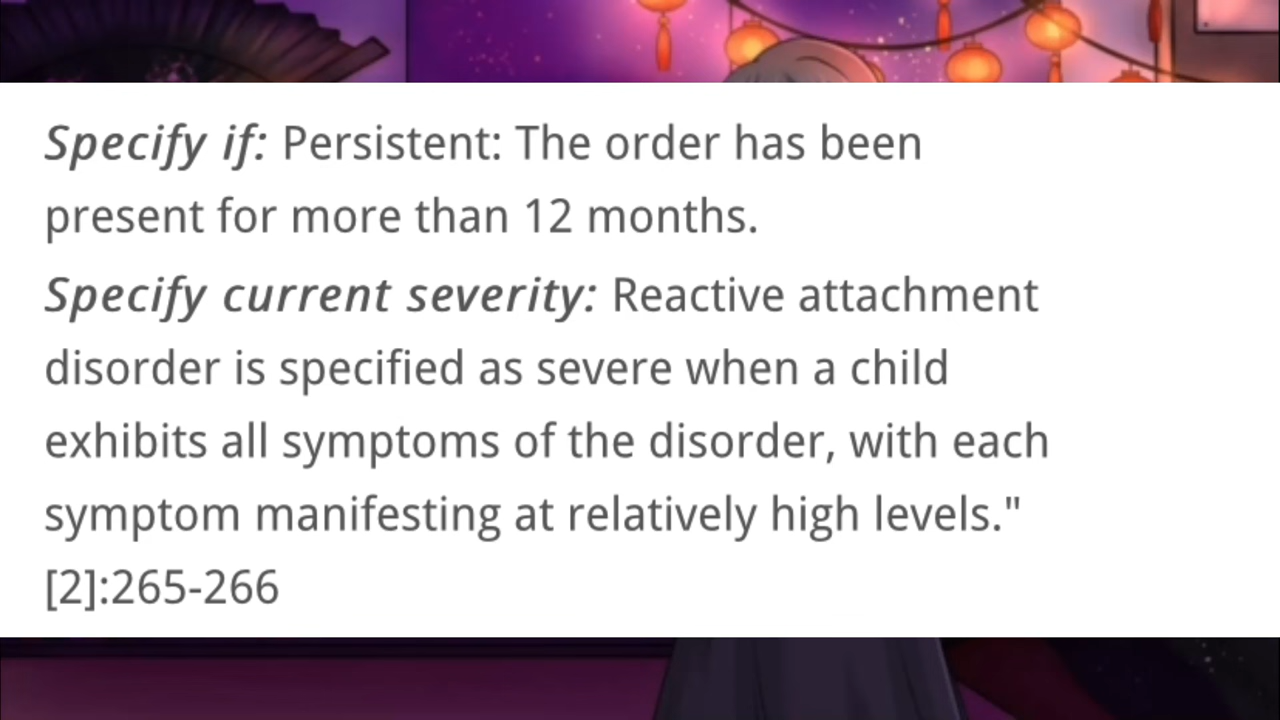 Specify if: Persistent: The order has been
present for more than 12 months.
Specify current severity: Reactive attachment
disorder is specified as severe when a child
exhibits all symptoms of the disorder, with each
symptom manifesting at relatively high levels."
[2]:265-266